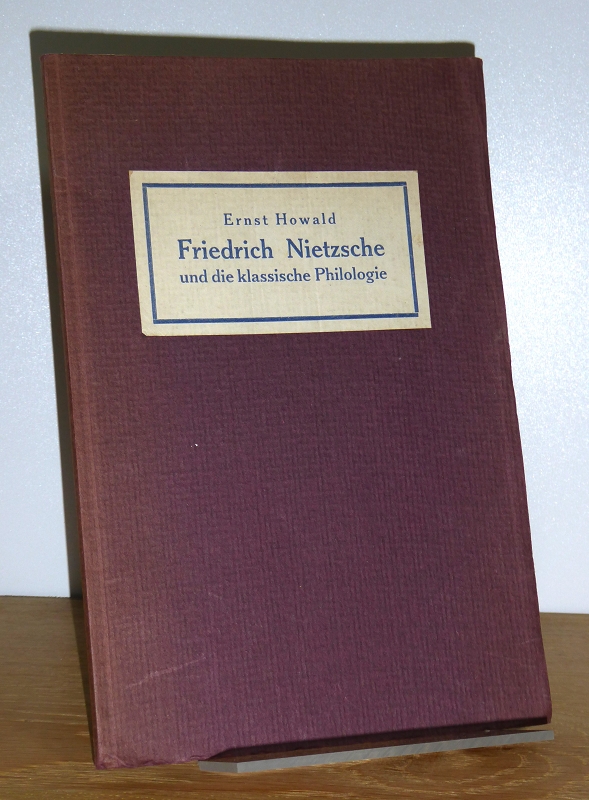 Ernst Howald
Friedrich Nietzsche
und die klassische Philologie